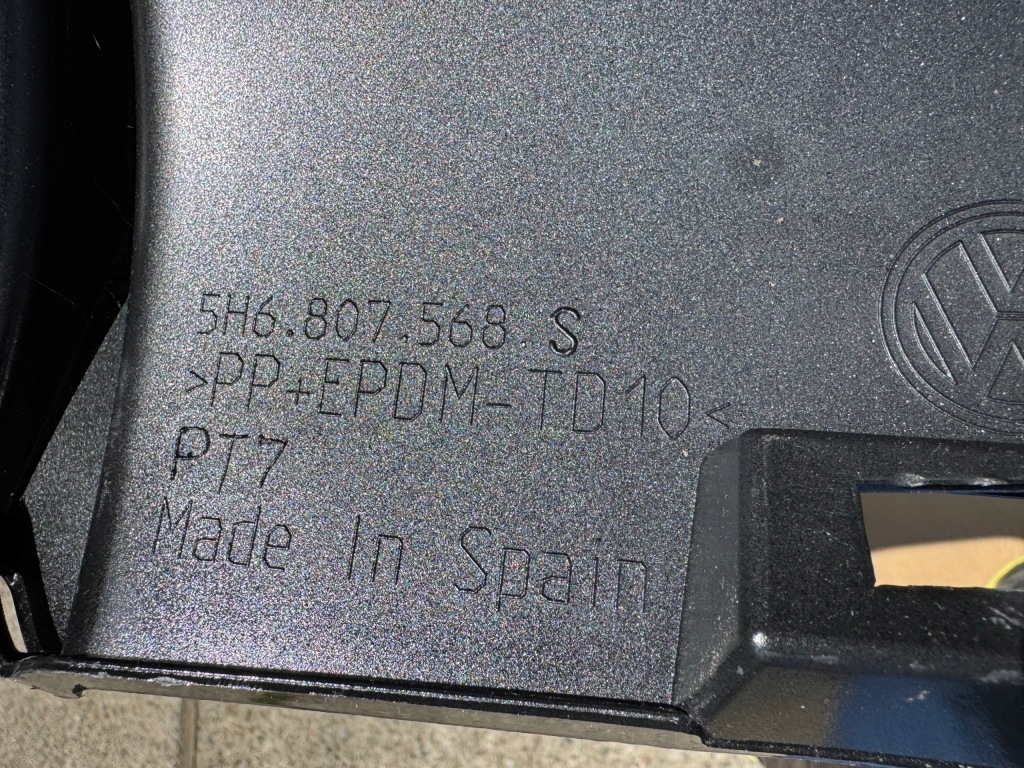 5H6.807.568.S
>PP+EPDM-TD10<
PT7
Made In Spain